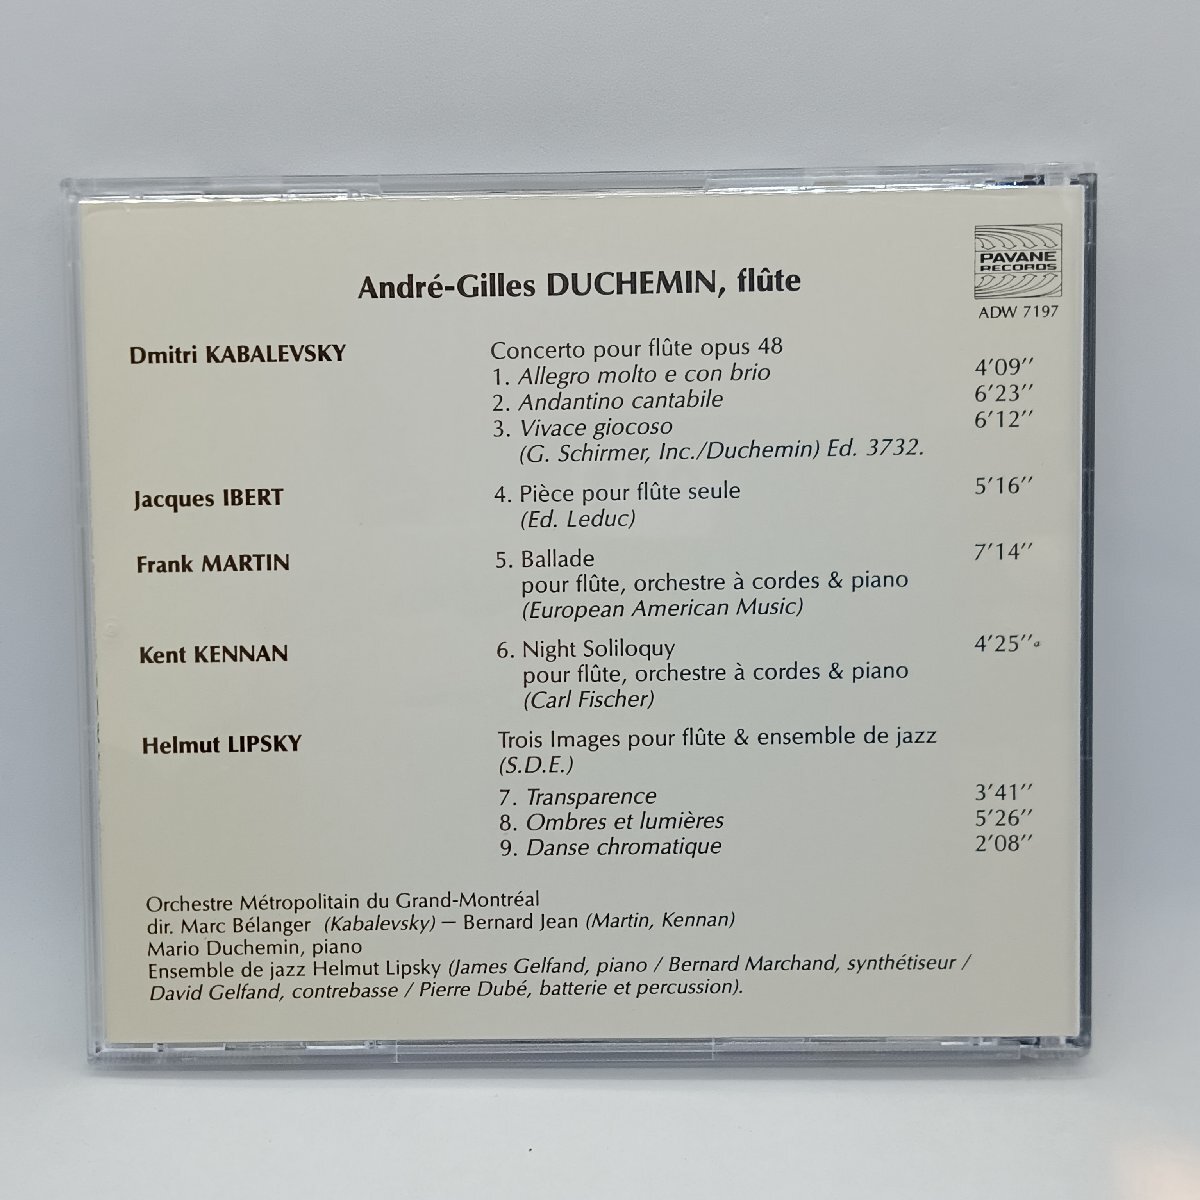 PAVANE
RECORDS
ADW 7197
André-Gilles DUCHEMIN, flûte
Dmitri KABALEVSKY Concerto pour flûte opus 48
1. Allegro molto e con brio 4'09''
2. Andantino cantabile 6'23''
3. Vivace giocoso 6'12''
(G. Schirmer, Inc./Duchemin) Ed. 3732.
Jacques IBERT 4. Pièce pour flûte seule 5'16''
(Ed. Leduc)
Frank MARTIN 5. Ballade 7'14''
pour flûte, orchestre à cordes & piano
(European American Music)
Kent KENNAN 6. Night Soliloquy 4'25''
pour flûte, orchestre à cordes & piano
(Carl Fischer)
Helmut LIPSKY Trois Images pour flûte & ensemble de jazz
(S.D.E.)
7. Transparence 3'41''
8. Ombres et lumières 5'26''
9. Danse chromatique 2'08''
Orchestre Métropolitain du Grand-Montréal
dir. Marc Bélanger (Kabalevsky) — Bernard Jean (Martin, Kennan)
Mario Duchemin, piano
Ensemble de jazz Helmut Lipsky (James Gelfand, piano / Bernard Marchand, synthétiseur /
David Gelfand, contrebasse / Pierre Dubé, batterie et percussion).